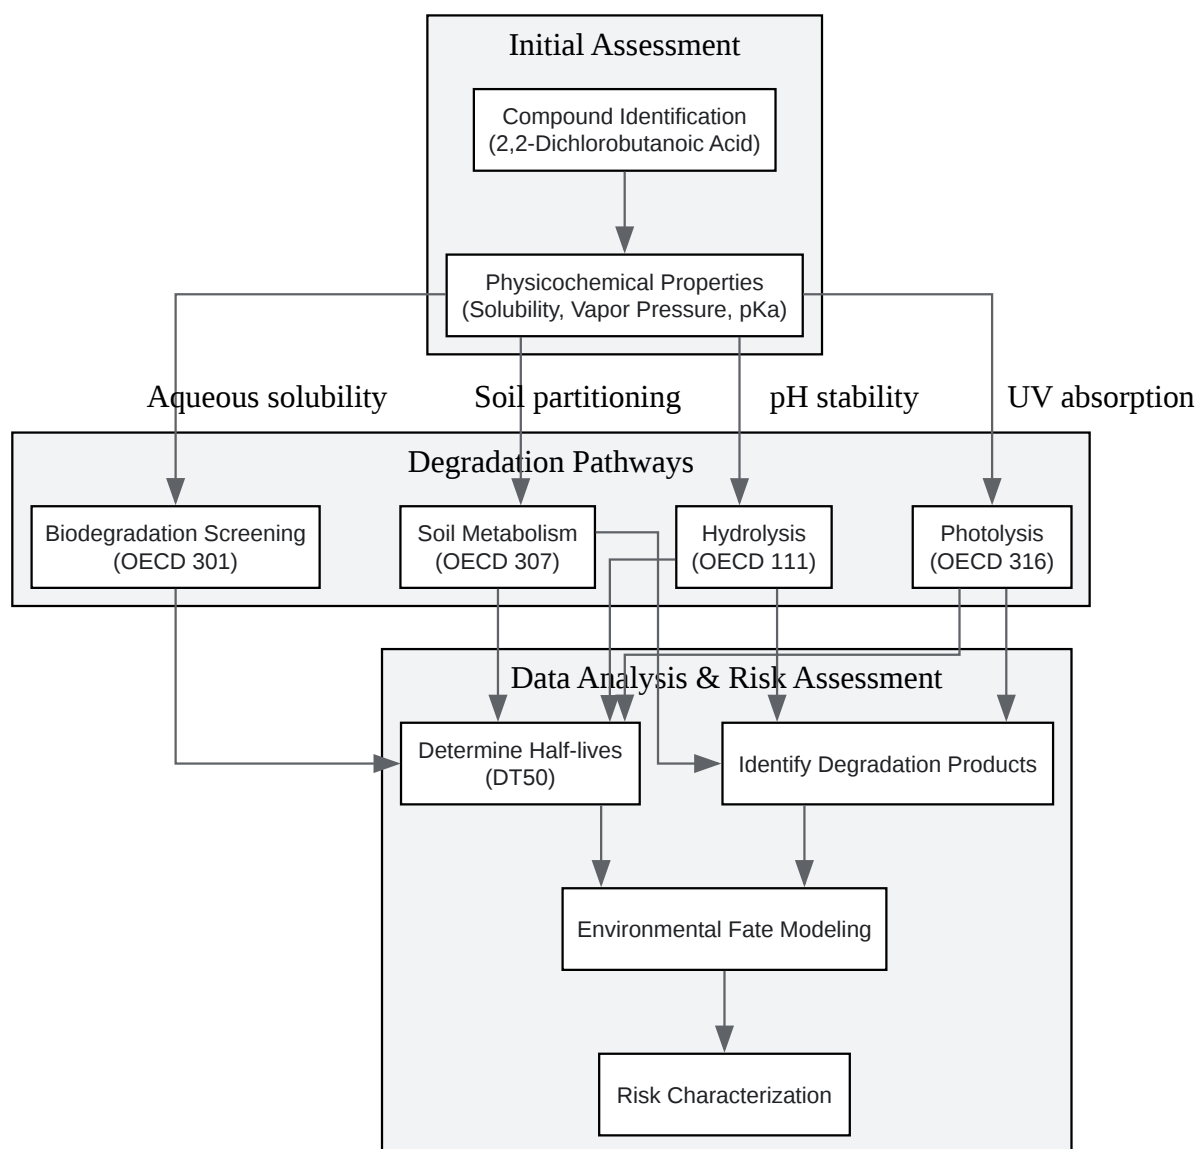 Initial Assessment
Compound Identification
(2,2-Dichlorobutanoic Acid)
Physicochemical Properties
(Solubility, Vapor Pressure, pKa)
Aqueous solubility
Soil partitioning
pH stability
UV absorption
Degradation Pathways
Biodegradation Screening
(OECD 301)
Soil Metabolism
(OECD 307)
Hydrolysis
(OECD 111)
Photolysis
(OECD 316)
Data Analysis & Risk Assessment
Determine Half-lives
(DT50)
Identify Degradation Products
Environmental Fate Modeling
Risk Characterization